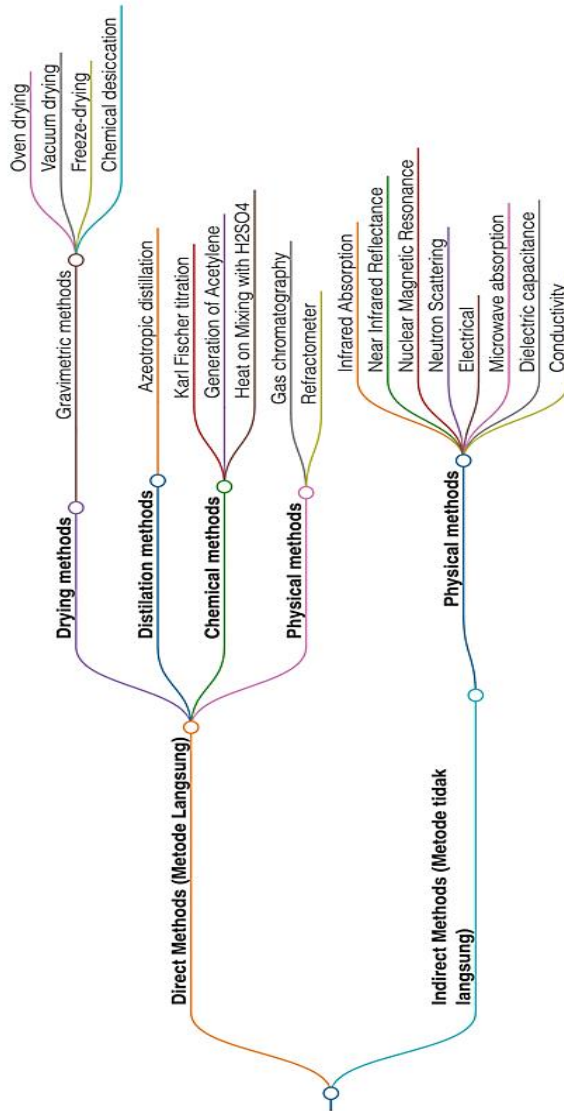 Direct Methods (Metode Langsung)
Drying methods
Gravimetric methods
Oven drying
Vacuum drying
Freeze-drying
Chemical desiccation
Distilation methods
Azeotropic distillation
Chemical methods
Karl Fischer titration
Generation of Acetylene
Heat on Mixing with H2SO4
Physical methods
Gas chromatography
Refractometer
Indirect Methods (Metode tidak
langsung)
Physical methods
Infrared Absorption
Near Infrared Reflectance
Nuclear Magnetic Resonance
Neutron Scattering
Electrical
Microwave absorption
Dielectric capacitance
Conductivity